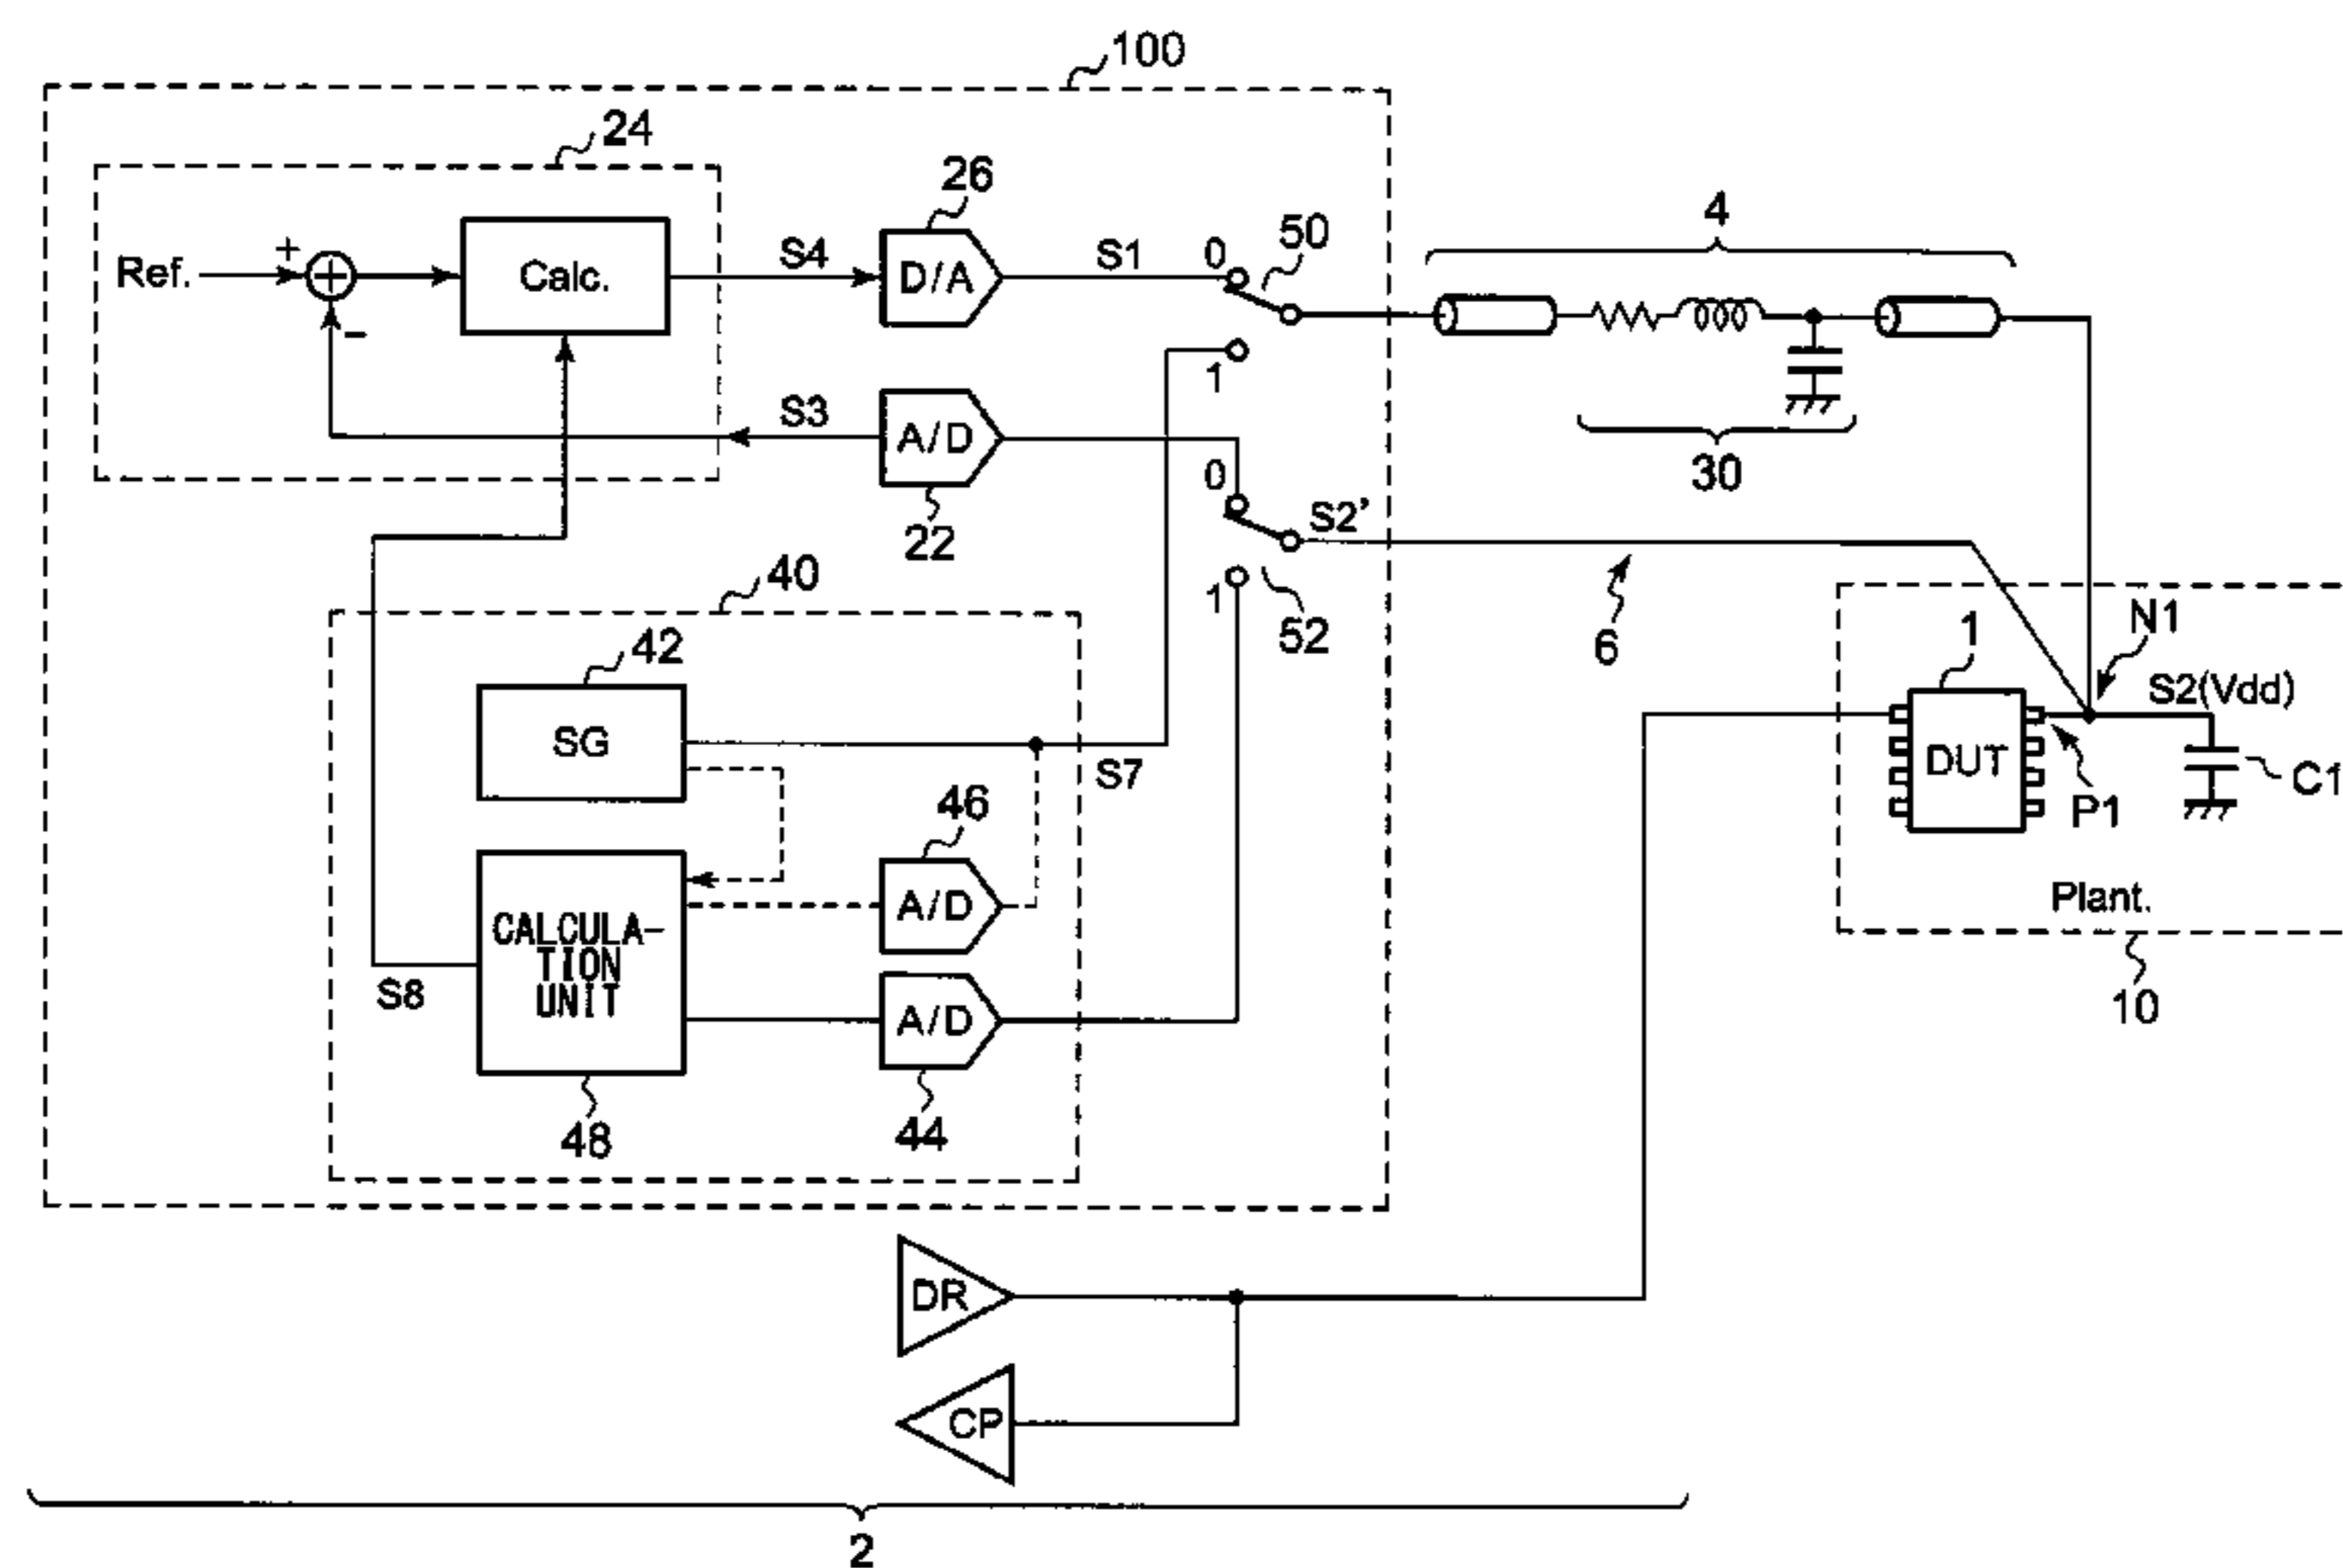 100
24
26
Ref.
+
-
Calc.
S4
D/A
S1
0
50
1
4
S3
A/D
22
0
S2'
52
1
30
6
40
42
SG
S7
46
A/D
CALCULA-
TION
UNIT
S8
A/D
44
48
1
N1
S2(Vdd)
DUT
P1
C1
Plant.
10
DR
CP
2